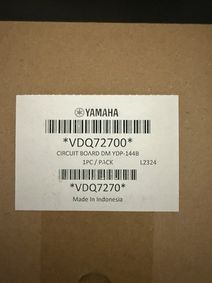 YAMAHA
*VDQ72700*
CIRCUIT BOARD DM YDP-144B
1PC / PACK L2324
*VDQ7270*
Made In Indonesia